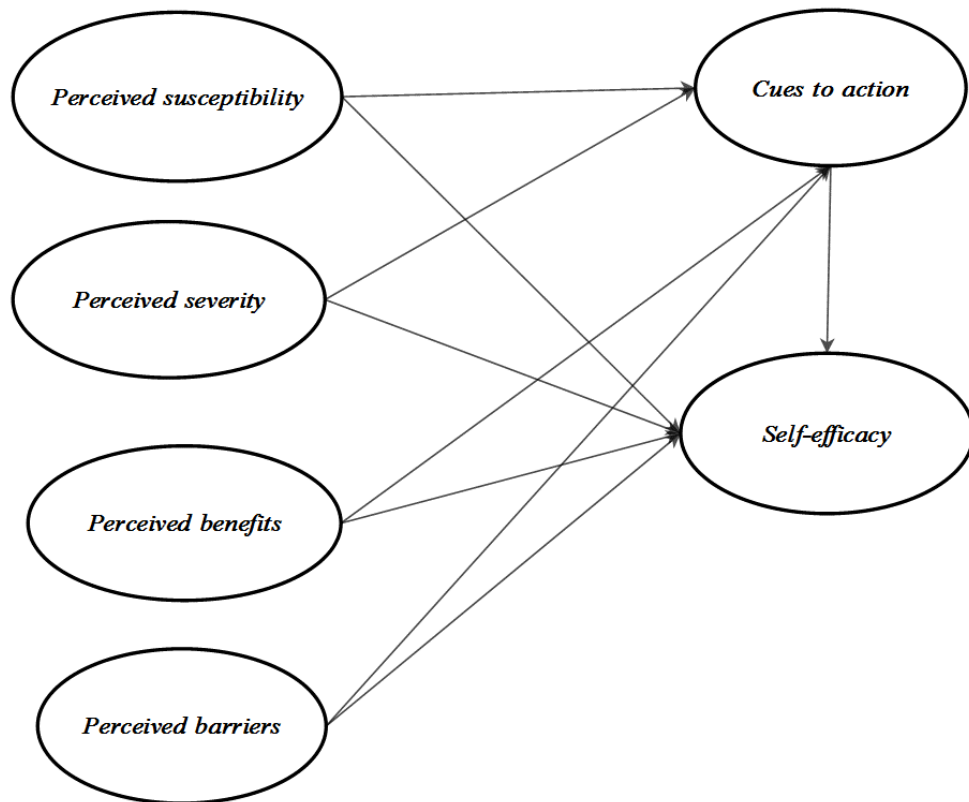 Perceived susceptibility
Cues to action
Perceived severity
Self-efficacy
Perceived benefits
Perceived barriers